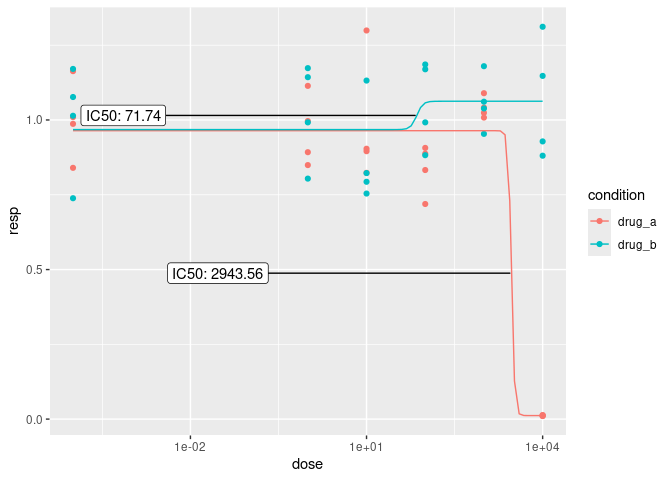 1.0
0.5
0.0
resp
IC50: 71.74
IC50: 2943.56
1e-02
1e+01
1e+04
dose
condition
drug_a
drug_b